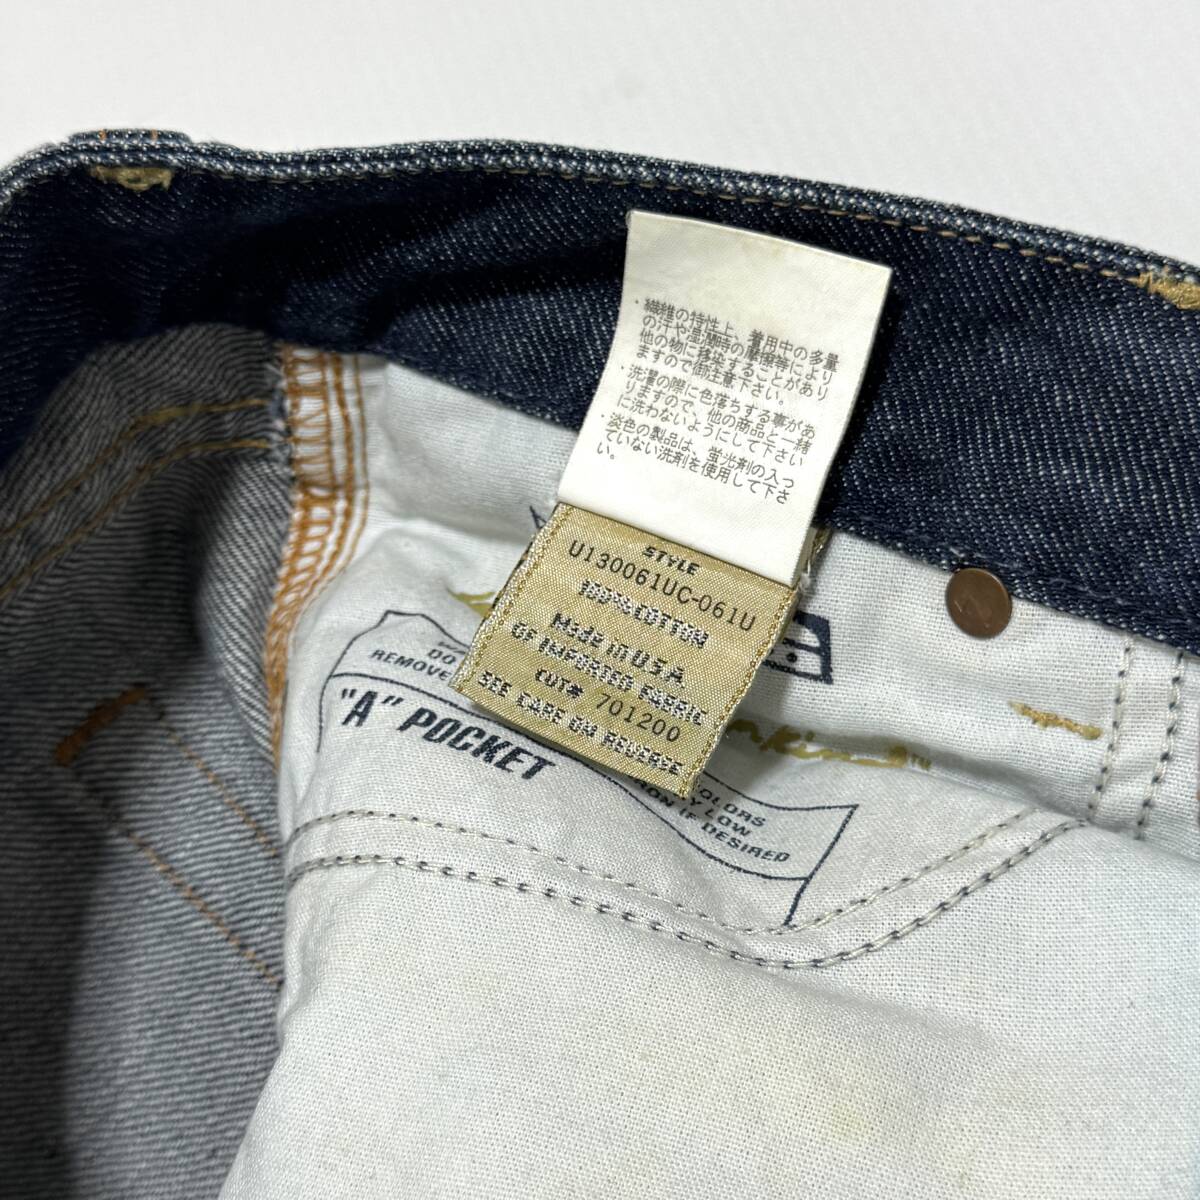 ・繊維の特性上、着用中の多量
の汗や湿潤時の摩擦等により
他の物に移染することがあり
ますので御注意下さい。
・洗濯の際に色落ちする事があ
りますので、他の商品と一緒
に洗わないようにして下さい
・淡色の製品は、蛍光剤の入っ
ていない洗剤を使用して下さ
い。
STYLE
U130061UC-061U
100% COTTON
MADE IN U.S.A
OF IMPORTED FABRIC
CUT# 701200
SEE CARE ON REVERSE
DO
REMOVE
"A" POCKET
COLORS
Y LOW
RON IF DESIRED